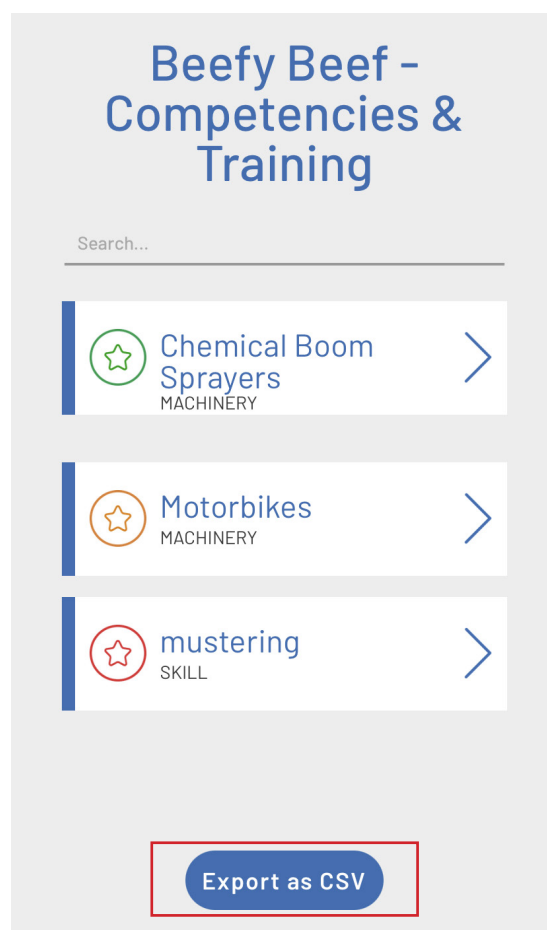 Beefy Beef -
Competencies &
Training
Search...
Chemical Boom
Sprayers
MACHINERY
Motorbikes
MACHINERY
mustering
SKILL
Export as CSV